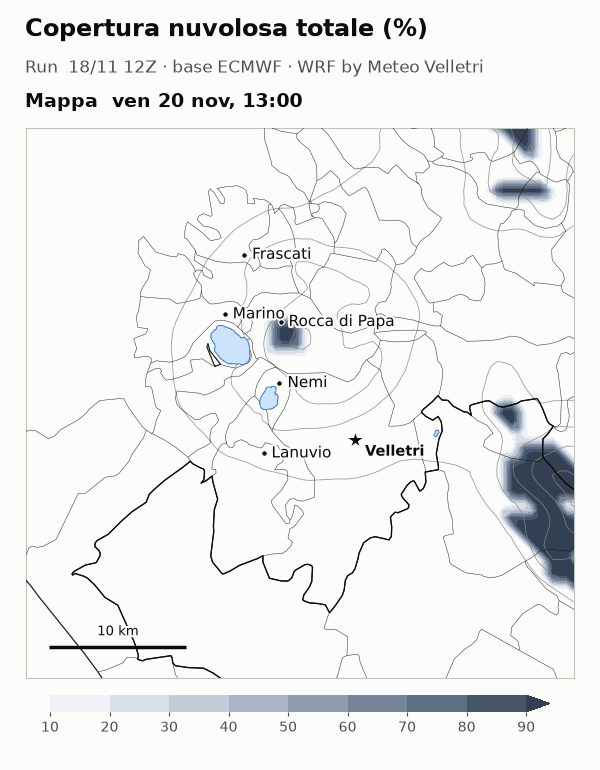 Copertura nuvolosa totale (%)
Run  18/11 12Z · base ECMWF · WRF by Meteo Velletri
Mappa  ven 20 nov, 13:00
Frascati
Marino
Rocca di Papa
Nemi
Velletri
Lanuvio
10 km
10 20 30 40 50 60 70 80 90